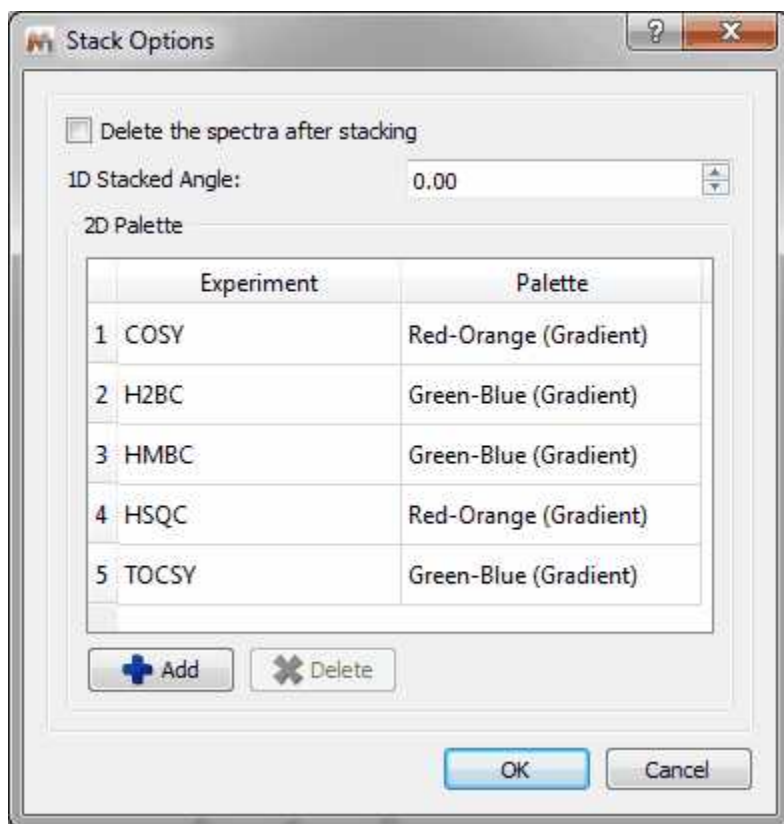 Stack Options
?
Delete the spectra after stacking
1D Stacked Angle: 0.00
2D Palette
Experiment Palette
1 COSY Red-Orange (Gradient)
2 H2BC Green-Blue (Gradient)
3 HMBC Green-Blue (Gradient)
4 HSQC Red-Orange (Gradient)
5 TOCSY Green-Blue (Gradient)
Add Delete
OK Cancel